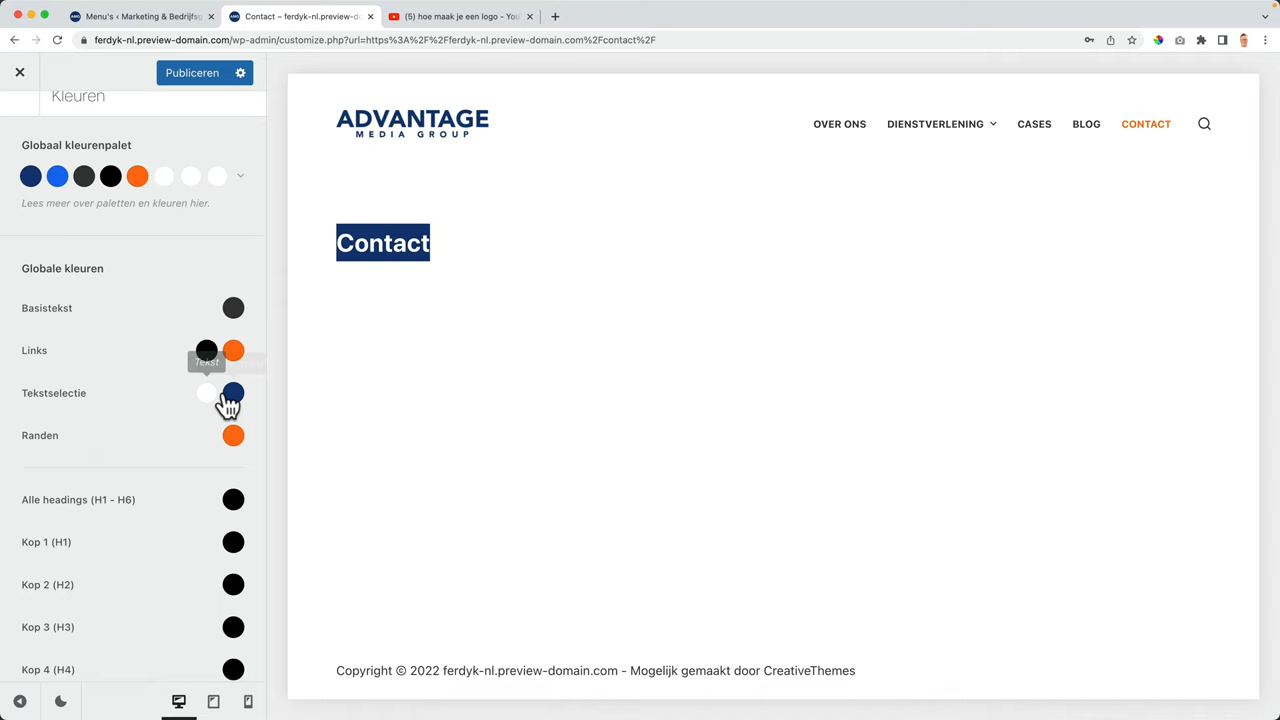 Menu's ‹ Marketing & Bedrijfsg
Contact – ferdyk-nl.preview-do
(5) hoe maak je een logo - You
ferdyk-nl.preview-domain.com/wp-admin/customize.php?url=https%3A%2F%2Fferdyk-nl.preview-domain.com%2Fcontact%2F
Publiceren
Kleuren
Globaal kleurenpalet
Lees meer over paletten en kleuren hier.
Globale kleuren
Basistekst
Links
Tekst
Tekstselectie
Randen
Alle headings (H1 - H6)
Kop 1 (H1)
Kop 2 (H2)
Kop 3 (H3)
Kop 4 (H4)
ADVANTAGE
MEDIA GROUP
OVER ONS DIENSTVERLENING CASES BLOG CONTACT
Contact
Copyright © 2022 ferdyk-nl.preview-domain.com - Mogelijk gemaakt door CreativeThemes